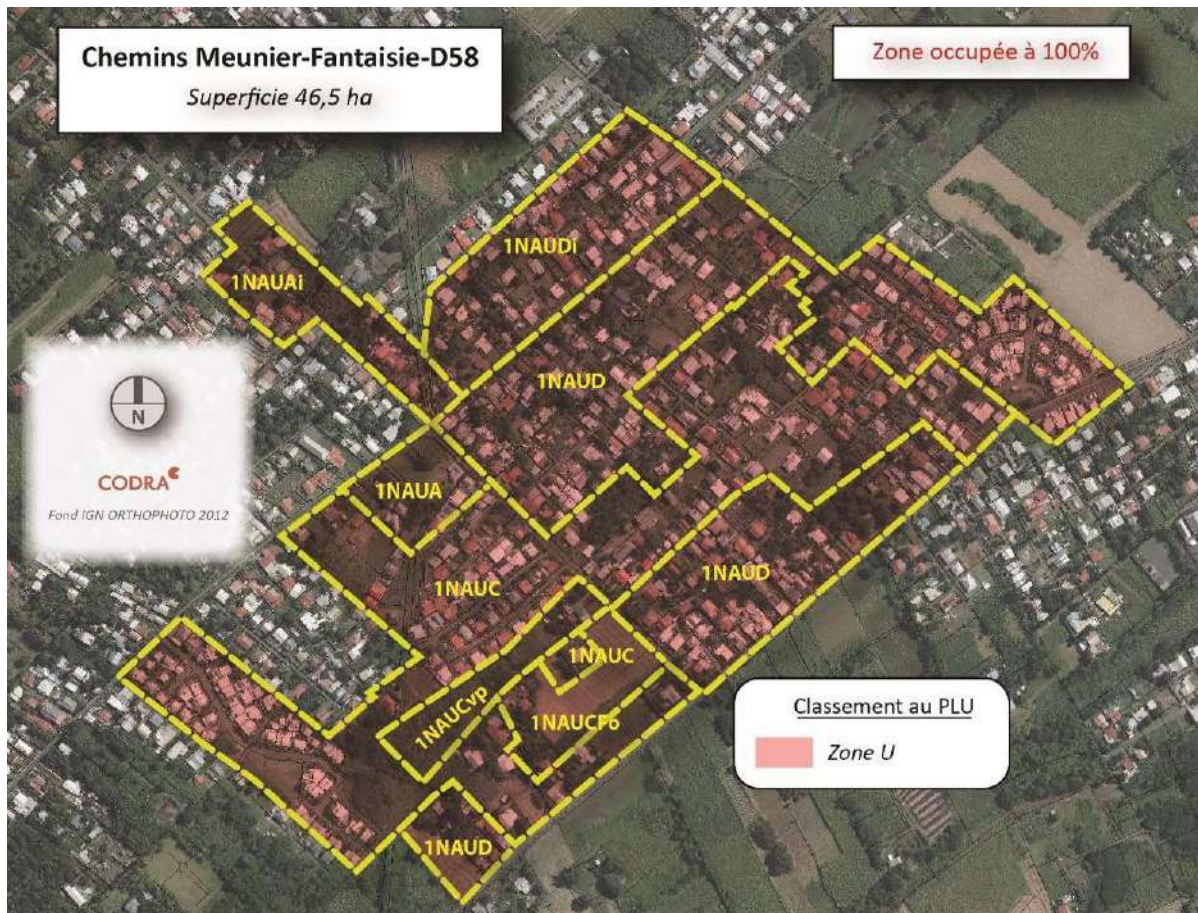 Chemins Meunier-Fantaisie-D58
Superficie 46,5 ha
Zone occupée à 100%
1NAUDi
1NAUAi
1NAUD
N
CODRA
Fond IGN ORTHOPHOTO 2012
1NAUA
1NAUC
1NAUD
1NAUC
1NAUCvp
1NAUCF6
1NAUD
Classement au PLU
Zone U